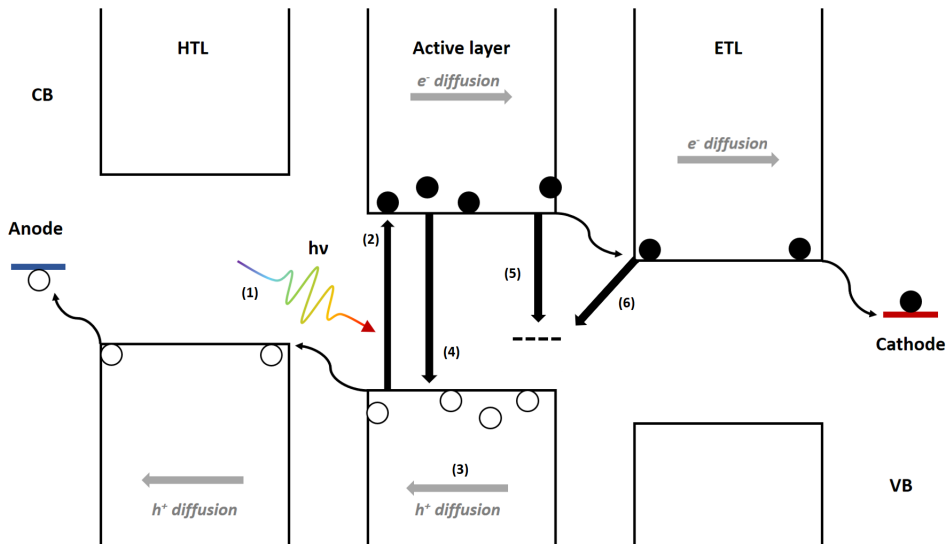 HTL
Active layer
ETL
e⁻ diffusion
CB
e⁻ diffusion
Anode
(2)
hν
(1)
(5)
(6)
(4)
Cathode
(3)
h⁺ diffusion
h⁺ diffusion
VB